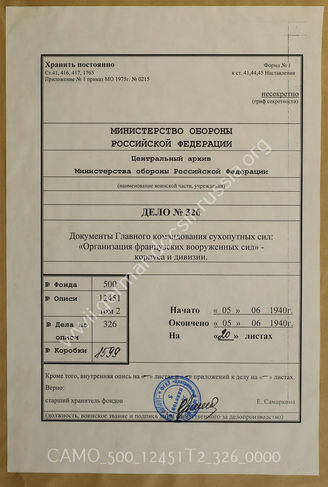 Хранить постоянно
Ст.41, 416, 417, 1765
Приложение № 1 приказ МО 1975г. № 0215
Форма № 1
к ст. 41,44,45 Наставления
несекретно
(гриф секретности)
МИНИСТЕРСТВО ОБОРОНЫ
РОССИЙСКОЙ ФЕДЕРАЦИИ
Центральный архив
Министерства обороны Российской Федерации
(наименование воинской части, учреждения)
ДЕЛО № 326
Документы Главного командования сухопутных сил:
«Организация французских вооруженных сил» -
корпуса и дивизии.
№ Фонда 500
№ Описи 12451
том 2
№ Дела по описи 326
№ Коробки
Начато « 05 » 06 1940г.
Окончено « 05 » 06 1940г.
На «20» листах
Кроме того, внутренняя опись на «-» листах, приложений к делу на «-» листах.
Верно:
старший хранитель фондов
Е. Самаркина
(должность, воинское звание и подпись за делопроизводство)
CAMO_500_12451T2_326_0000